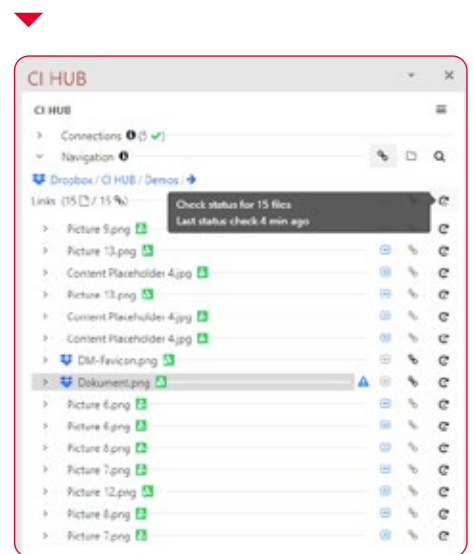 CI HUB
CI HUB
Connections (5 ✔)
Navigation
Dropbox / CI HUB / Demos /
Links (15 / 15 )
Check status for 15 files
Last status check 4 min ago
Picture 9.png
Picture 13.png
Content Placeholder 4.jpg
Picture 13.png
Content Placeholder 4.jpg
Content Placeholder 4.jpg
DM-Favicon.png
Dokument.png
Picture 6.png
Picture 6.png
Picture 8.png
Picture 7.png
Picture 12.png
Picture 8.png
Picture 7.png